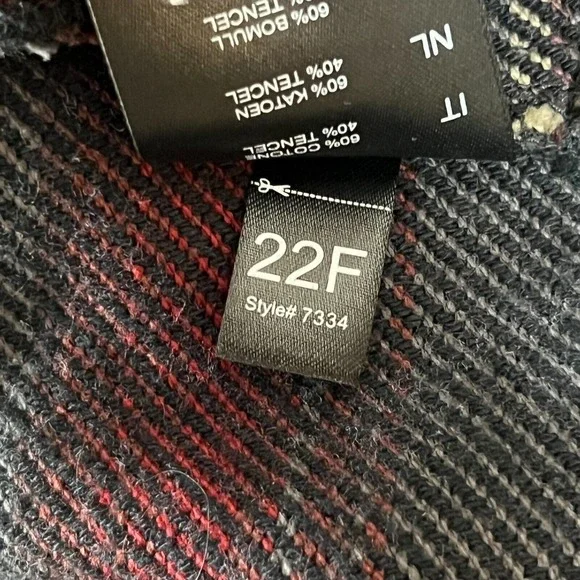 60% BOMULL
40% TENCEL
NL
60% KATOEN
40% TENCEL
IT
60% COTONE
40% TENCEL
22F
Style# 7334